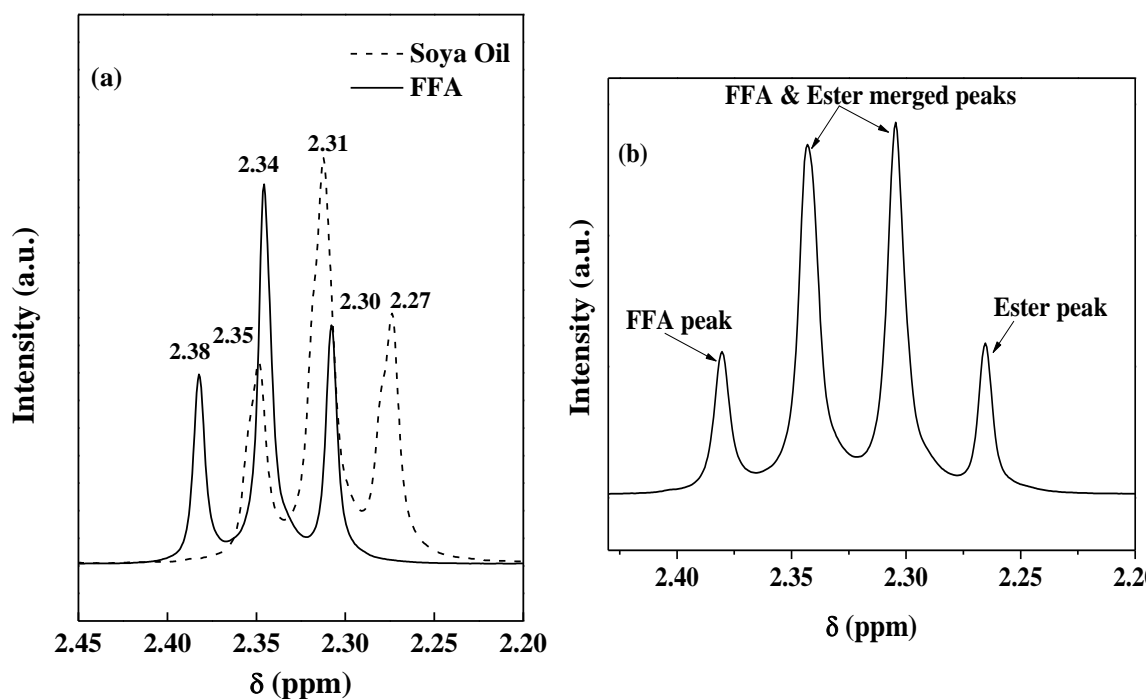 (a)
Soya Oil
FFA
2.31
2.34
2.30
2.27
2.35
2.38
Intensity (a.u.)
2.45
2.40
2.35
2.30
2.25
2.20
δ (ppm)
FFA & Ester merged peaks
(b)
FFA peak
Ester peak
Intensity (a.u.)
2.40
2.35
2.30
2.25
δ (ppm)